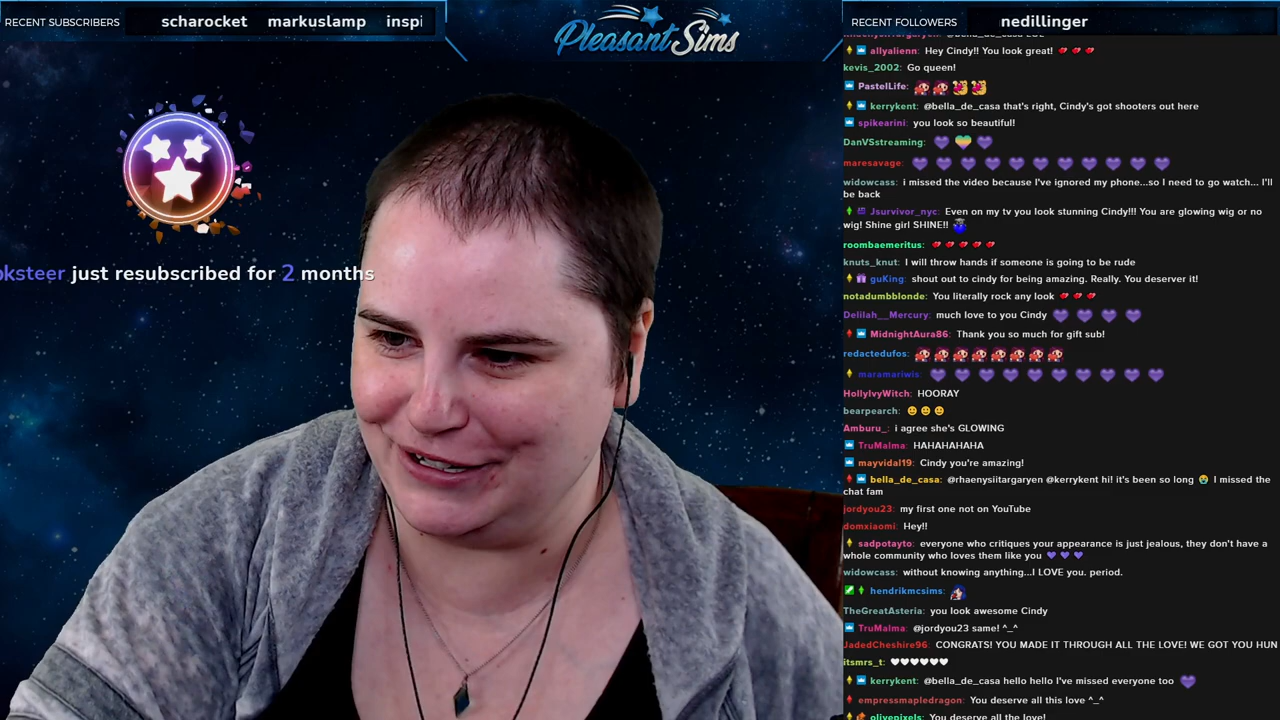 RECENT SUBSCRIBERS scharocket markuslamp inspi
PleasantSims
RECENT FOLLOWERS nedillinger
allyalienn: Hey Cindy!! You look great!
kevis_2002: Go queen!
PastelLife:
kerrykent: @bella_de_casa that's right, Cindy's got shooters out here
spikearini: you look so beautiful!
DanVSstreaming:
maresavage:
widowcass: i missed the video because I've ignored my phone...so I need to go watch... I'll
be back
Jsurvivor_nyc: Even on my tv you look stunning Cindy!!! You are glowing wig or no
wig! Shine girl SHINE!!
roombaemeritus:
knuts_knut: I will throw hands if someone is going to be rude
guKing: shout out to cindy for being amazing. Really. You deserver it!
notadumbblonde: You literally rock any look
Delilah__Mercury: much love to you Cindy
MidnightAura86: Thank you so much for gift sub!
redactedufos:
maramariwis:
HollyIvyWitch: HOORAY
bearpearch:
Amburu_: i agree she's GLOWING
TruMalma: HAHAHAHAHA
mayvidal19: Cindy you're amazing!
bella_de_casa: @rhaenysiitargaryen @kerrykent hi! it's been so long I missed the
chat fam
jordyou23: my first one not on YouTube
domxiaomi: Hey!!
sadpotayto: everyone who critiques your appearance is just jealous, they don't have a
whole community who loves them like you
widowcass: without knowing anything...I LOVE you. period.
hendrikmcsims:
TheGreatAsteria: you look awesome Cindy
TruMalma: @jordyou23 same! ^_^
JadedCheshire96: CONGRATS! YOU MADE IT THROUGH ALL THE LOVE! WE GOT YOU HUN
itsmrs_t:
kerrykent: @bella_de_casa hello hello I've missed everyone too
empressmapledragon: You deserve all this love ^_^
olivepixels: You deserve all the love!
oksteer just resubscribed for 2 months